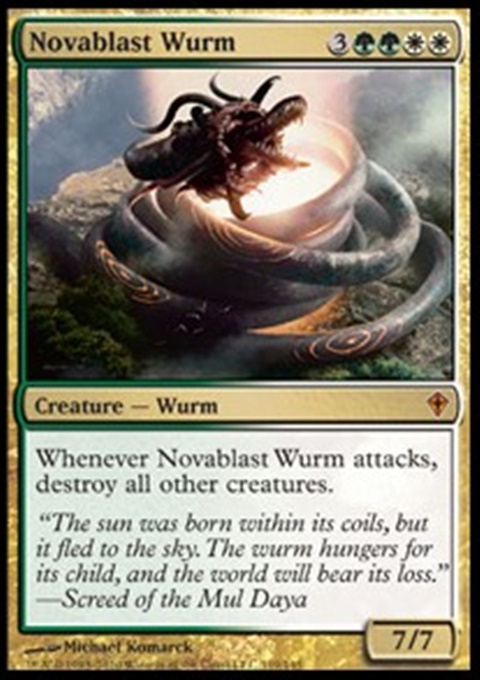 Novablast Wurm 3
Creature — Wurm
Whenever Novablast Wurm attacks,
destroy all other creatures.
“The sun was born within its coils, but
it fled to the sky. The wurm hungers for
its child, and the world will bear its loss.”
—Screed of the Mul Daya
7/7
Michael Komarck